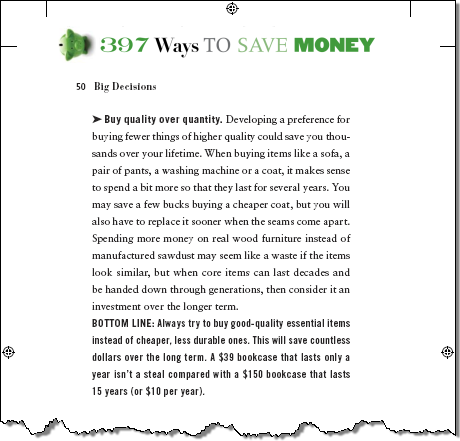 397 Ways TO SAVE MONEY
50 Big Decisions
➤ Buy quality over quantity. Developing a preference for
buying fewer things of higher quality could save you thou-
sands over your lifetime. When buying items like a sofa, a
pair of pants, a washing machine or a coat, it makes sense
to spend a bit more so that they last for several years. You
may save a few bucks buying a cheaper coat, but you will
also have to replace it sooner when the seams come apart.
Spending more money on real wood furniture instead of
manufactured sawdust may seem like a waste if the items
look similar, but when core items can last decades and
be handed down through generations, then consider it an
investment over the longer term.
BOTTOM LINE: Always try to buy good-quality essential items
instead of cheaper, less durable ones. This will save countless
dollars over the long term. A $39 bookcase that lasts only a
year isn't a steal compared with a $150 bookcase that lasts
15 years (or $10 per year).